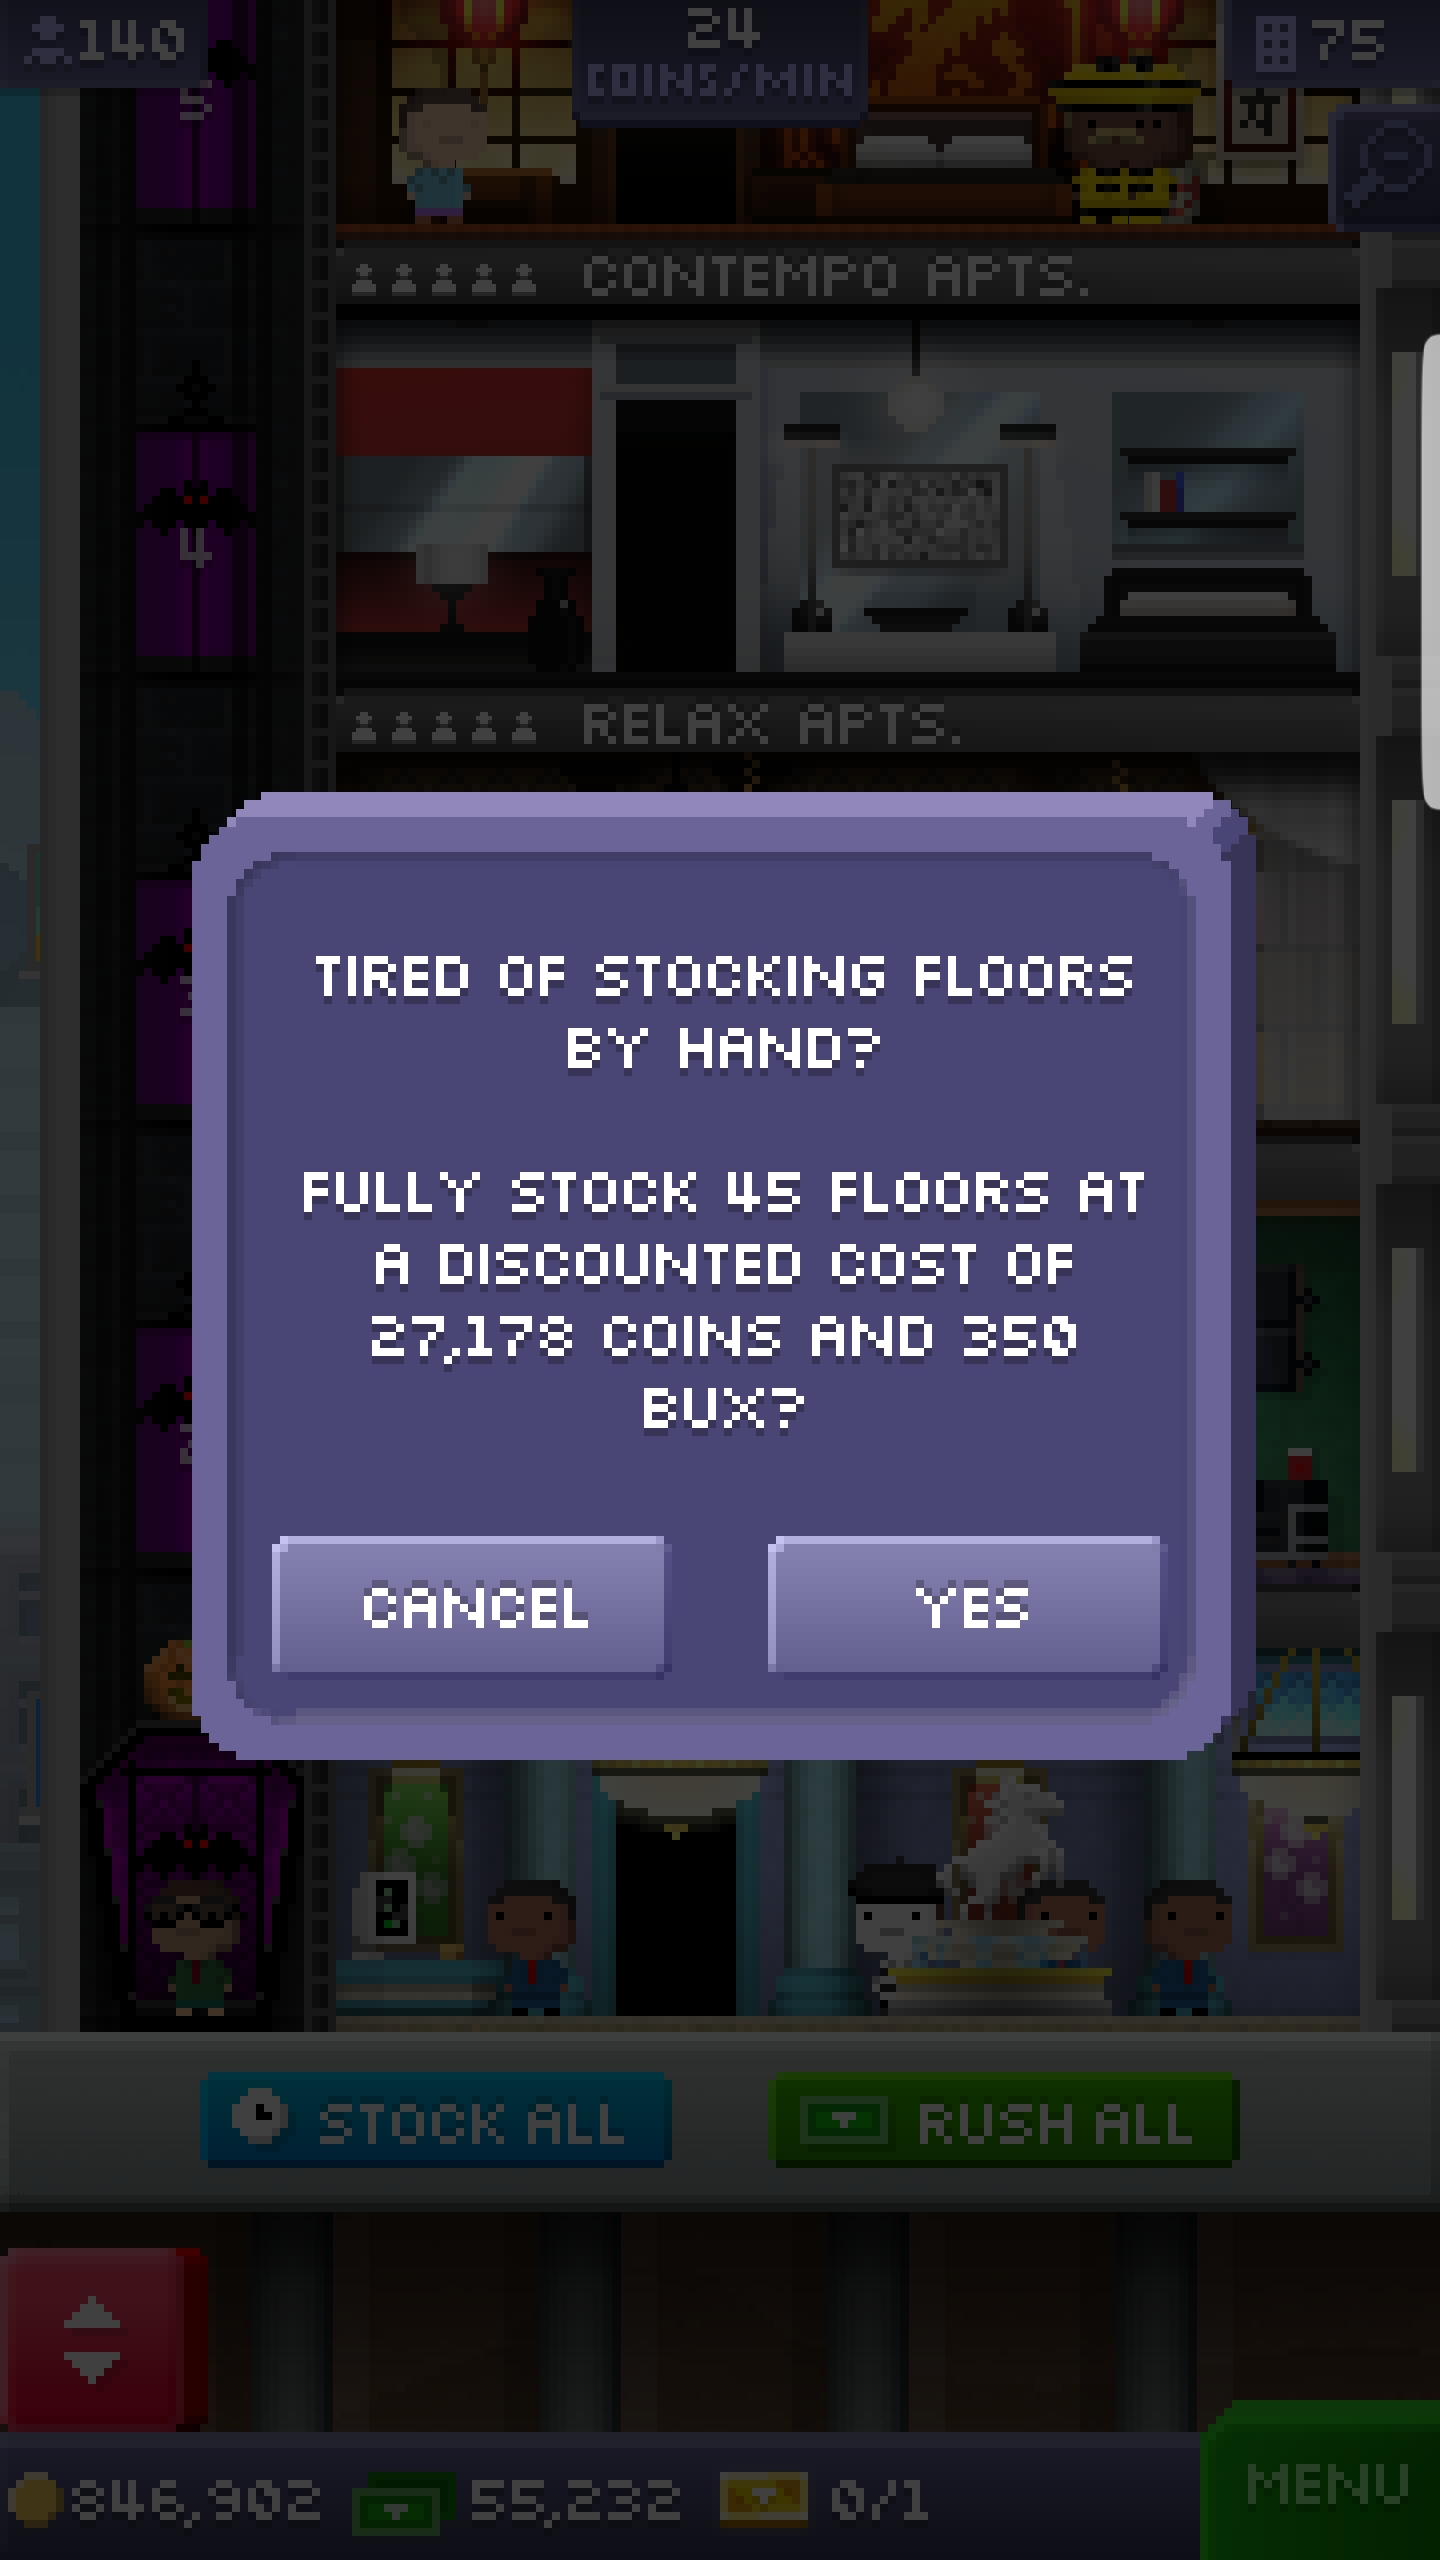 140
24
COINS/MIN
75
5
CONTEMPO APTS.
4
RELAX APTS.
TIRED OF STOCKING FLOORS
BY HAND?
FULLY STOCK 45 FLOORS AT
A DISCOUNTED COST OF
27,178 COINS AND 350
BUX?
CANCEL
YES
STOCK ALL
RUSH ALL
846,902
55,232
0/1
MENU